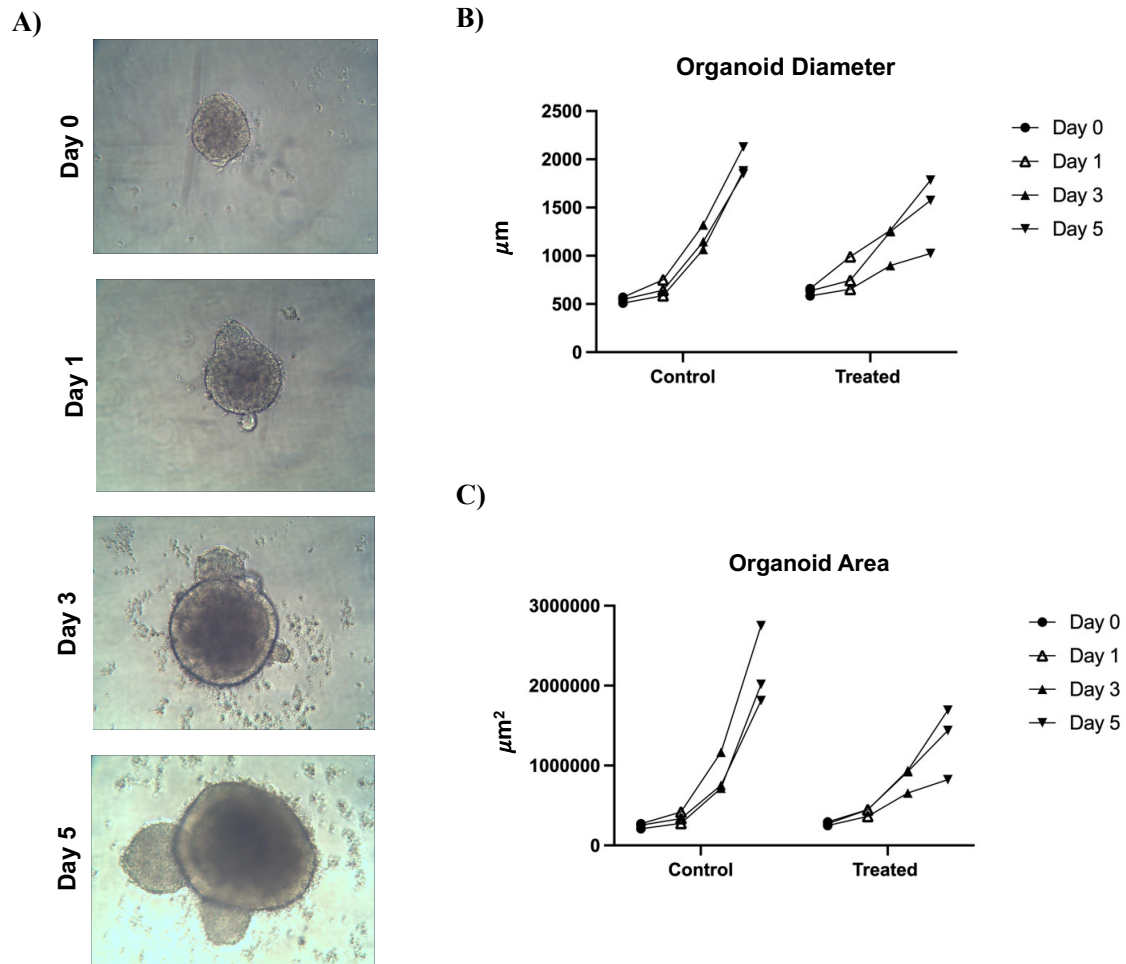 A)
Day 0
Day 1
Day 3
Day 5
B)
Organoid Diameter
2500
2000
1500
1000
500
0
μm
Control
Treated
Day 0
Day 1
Day 3
Day 5
C)
Organoid Area
3000000
2000000
1000000
0
μm²
Control
Treated
Day 0
Day 1
Day 3
Day 5